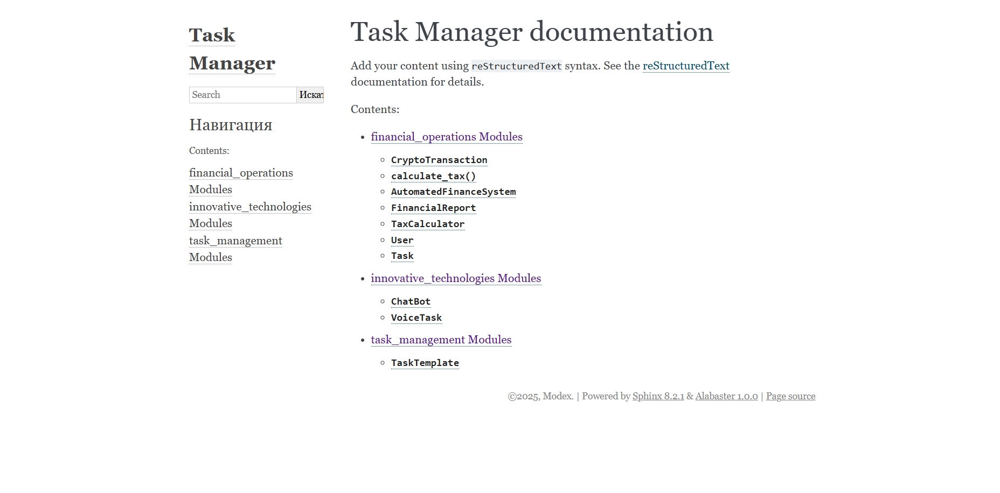 Task
Manager
Search
Искат
Навигация
Contents:
financial_operations
Modules
innovative_technologies
Modules
task_management
Modules
Task Manager documentation
Add your content using reStructuredText syntax. See the reStructuredText
documentation for details.
Contents:
• financial_operations Modules
◦ CryptoTransaction
◦ calculate_tax()
◦ AutomatedFinanceSystem
◦ FinancialReport
◦ TaxCalculator
◦ User
◦ Task
• innovative_technologies Modules
◦ ChatBot
◦ VoiceTask
• task_management Modules
◦ TaskTemplate
©2025, Modex. | Powered by Sphinx 8.2.1 & Alabaster 1.0.0 | Page source